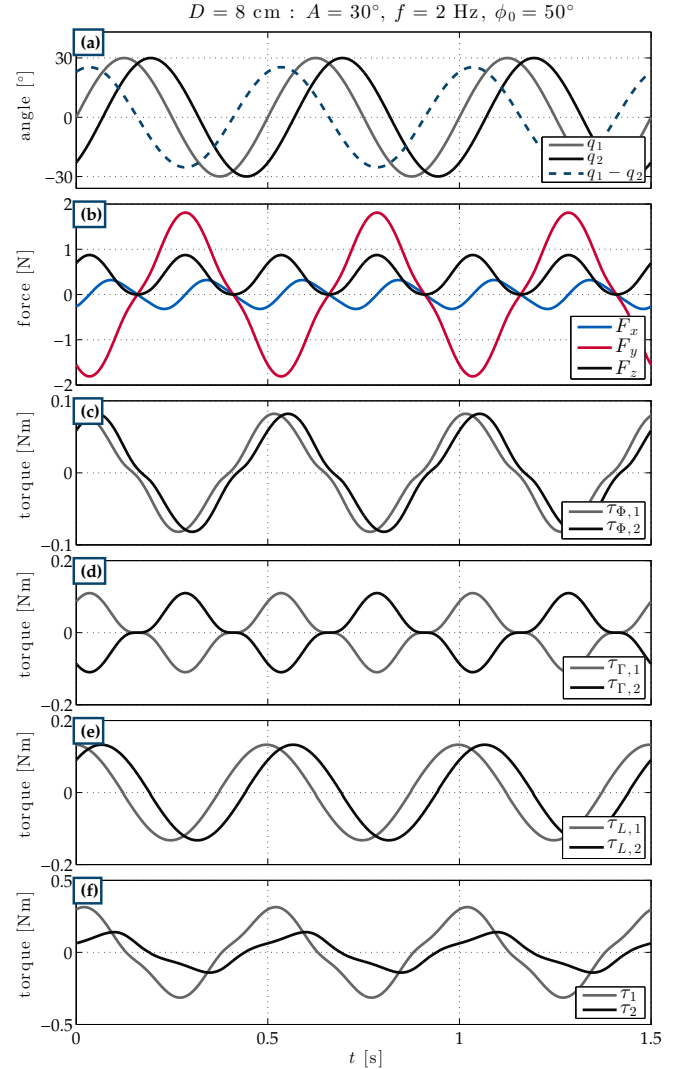 D = 8 cm : A = 30°, f = 2 Hz, ϕ₀ = 50°
(a)
angle [°]
30
0
−30
q₁
q₂
q₁ − q₂
(b)
force [N]
2
1
0
−1
−2
Fₓ
F_y
F_z
(c)
torque [Nm]
0.1
0
−0.1
τ_Φ,1
τ_Φ,2
(d)
torque [Nm]
0.2
0
−0.2
τ_Γ,1
τ_Γ,2
(e)
torque [Nm]
0.2
0
−0.2
τ_L,1
τ_L,2
(f)
torque [Nm]
0.5
0
−0.5
τ₁
τ₂
0 0.5 1 1.5
t [s]